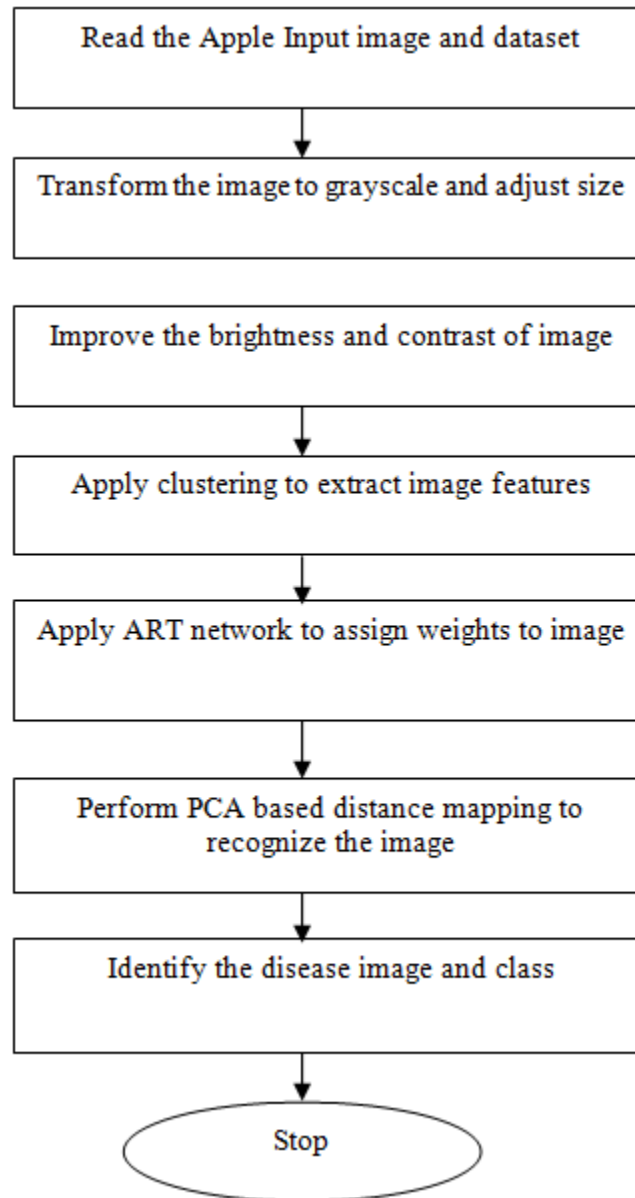 Read the Apple Input image and dataset
Transform the image to grayscale and adjust size
Improve the brightness and contrast of image
Apply clustering to extract image features
Apply ART network to assign weights to image
Perform PCA based distance mapping to
recognize the image
Identify the disease image and class
Stop